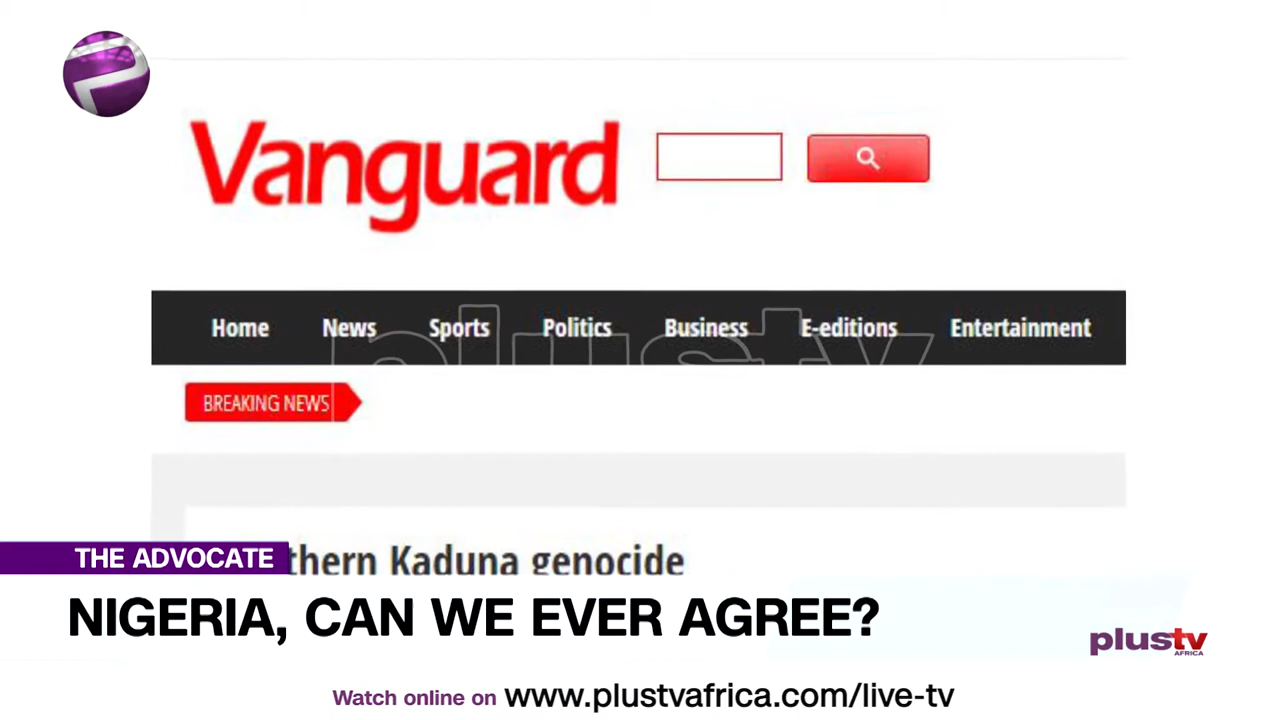 Vanguard
Home News Sports Politics Business E-editions Entertainment
plustv
BREAKING NEWS
thern Kaduna genocide
THE ADVOCATE
NIGERIA, CAN WE EVER AGREE?
plustv
AFRICA
Watch online on www.plustvafrica.com/live-tv